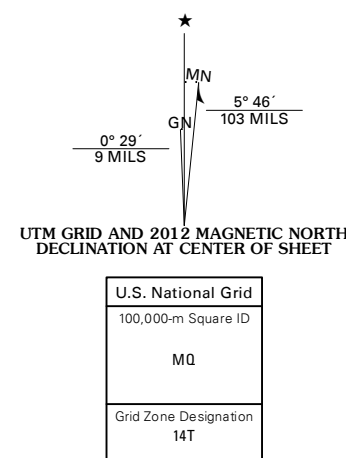 MN
5° 46´
103 MILS
GN
0° 29´
9 MILS
UTM GRID AND 2012 MAGNETIC NORTH
DECLINATION AT CENTER OF SHEET
U.S. National Grid
100,000-m Square ID
MQ
Grid Zone Designation
14T